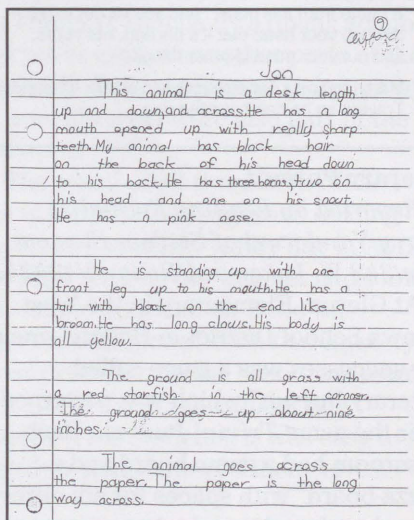 9
Clifford
Jon
This animal is a desk length
up and down,and across.He has a long
mouth opened up with really sharp
teeth.My animal has black hair
on the back of his head down
to his back.He has three horns,two on
his head and one on his snout.
He has a pink nose.
He is standing up with one
front leg up to his mouth.He has a
tail with black on the end like a
broom.He has long claws.His body is
all yellow.
The ground is all grass with
a red starfish in the left corner.
The ground goes up about nine
inches.
The animal goes across
the paper.The paper is the long
way across.